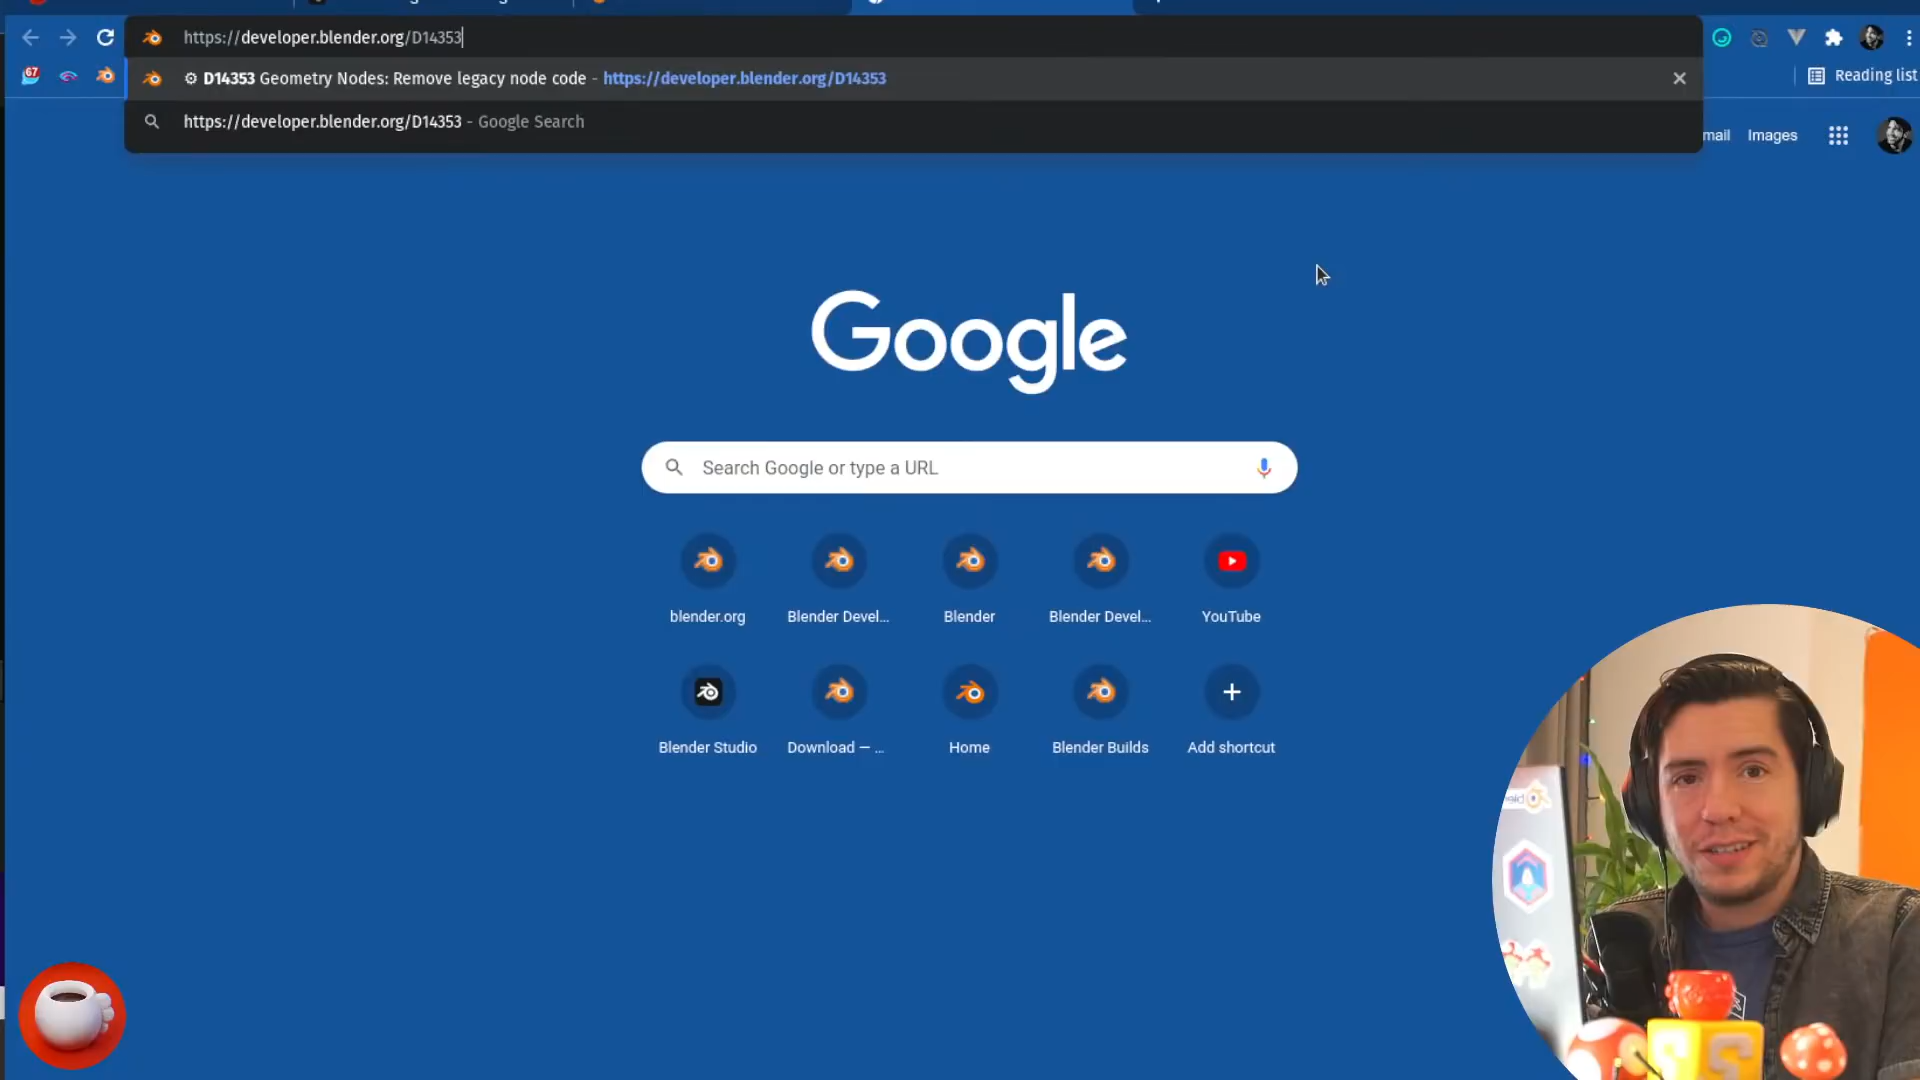 https://developer.blender.org/D14353
67
D14353 Geometry Nodes: Remove legacy node code - https://developer.blender.org/D14353
Reading list
https://developer.blender.org/D14353 - Google Search
mail
Images
Google
Search Google or type a URL
blender.org
Blender Devel...
Blender
Blender Devel...
YouTube
Blender Studio
Download — ...
Home
Blender Builds
Add shortcut